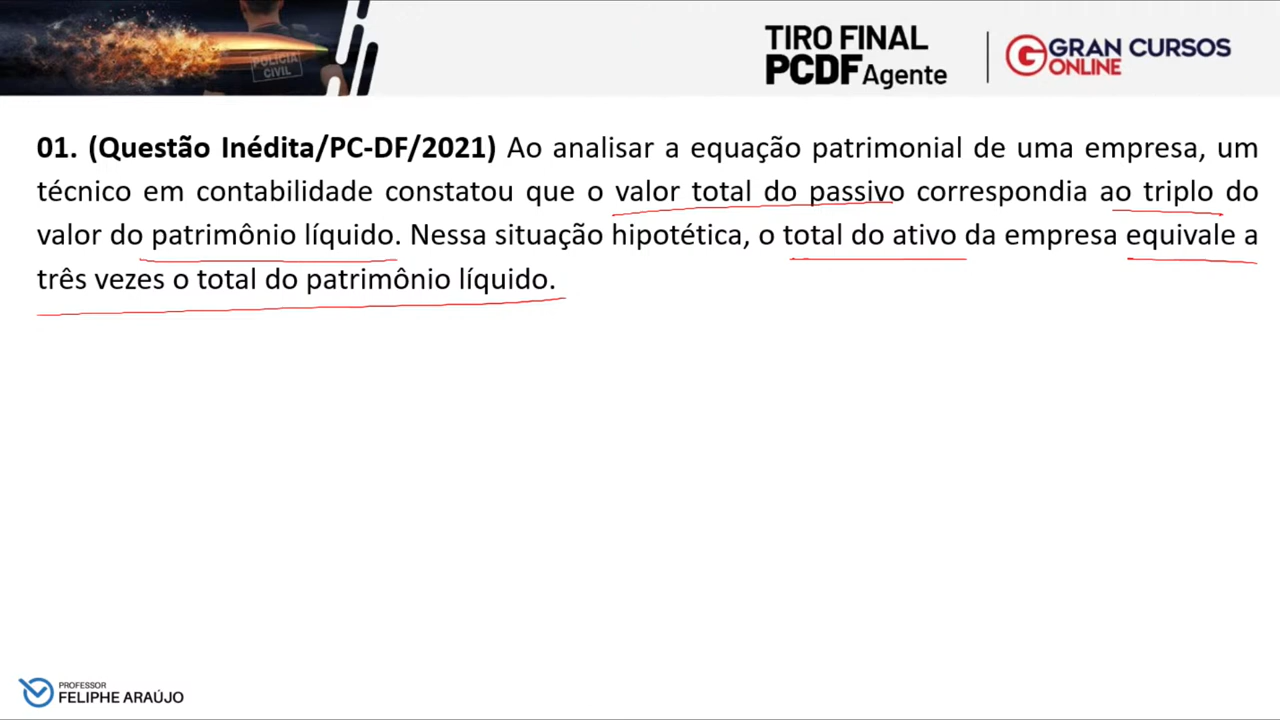 POLÍCIA
CIVIL
TIRO FINAL
PCDF Agente
GRAN CURSOS
ONLINE
01. (Questão Inédita/PC-DF/2021) Ao analisar a equação patrimonial de uma empresa, um
técnico em contabilidade constatou que o valor total do passivo correspondia ao triplo do
valor do patrimônio líquido. Nessa situação hipotética, o total do ativo da empresa equivale a
três vezes o total do patrimônio líquido.
PROFESSOR
FELIPHE ARAÚJO